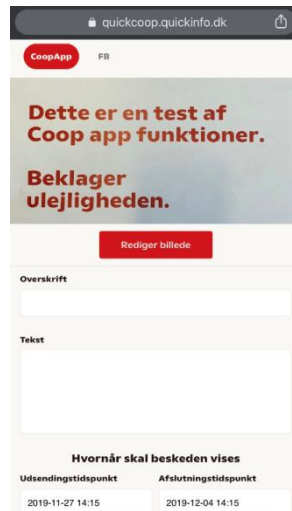 quickcoop.quickinfo.dk
CoopApp FB
Dette er en test af
Coop app funktioner.
Beklager
ulejligheden.
Rediger billede
Overskrift
Tekst
Hvornår skal beskeden vises
Udsendingstidspunkt Afslutningstidspunkt
2019-11-27 14:15 2019-12-04 14:15